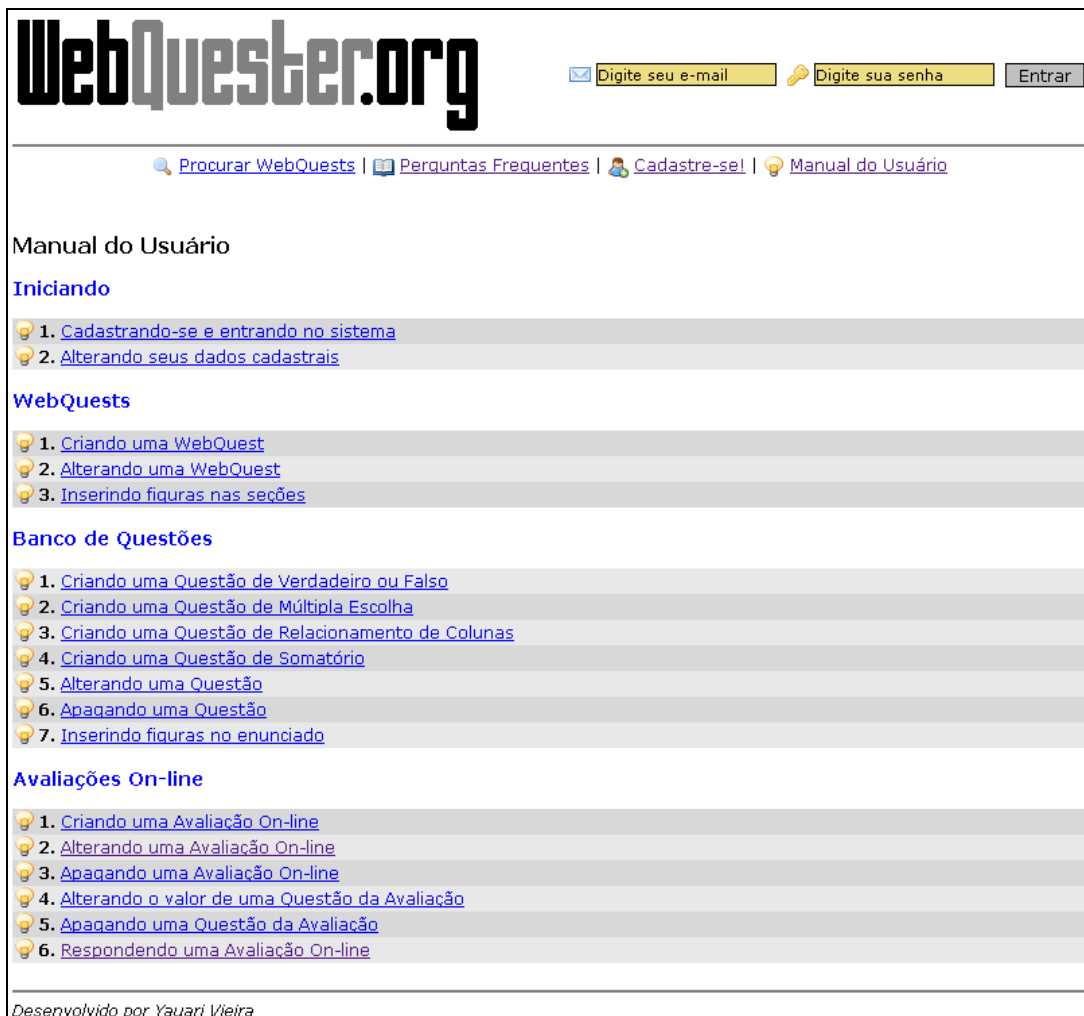 WebQuester.org
Digite seu e-mail Digite sua senha Entrar
Procurar WebQuests | Perguntas Frequentes | Cadastre-se! | Manual do Usuário
Manual do Usuário
Iniciando
1. Cadastrando-se e entrando no sistema
2. Alterando seus dados cadastrais
WebQuests
1. Criando uma WebQuest
2. Alterando uma WebQuest
3. Inserindo figuras nas seções
Banco de Questões
1. Criando uma Questão de Verdadeiro ou Falso
2. Criando uma Questão de Múltipla Escolha
3. Criando uma Questão de Relacionamento de Colunas
4. Criando uma Questão de Somatório
5. Alterando uma Questão
6. Apagando uma Questão
7. Inserindo figuras no enunciado
Avaliações On-line
1. Criando uma Avaliação On-line
2. Alterando uma Avaliação On-line
3. Apagando uma Avaliação On-line
4. Alterando o valor de uma Questão da Avaliação
5. Apagando uma Questão da Avaliação
6. Respondendo uma Avaliação On-line
Desenvolvido por Yauari Vieira